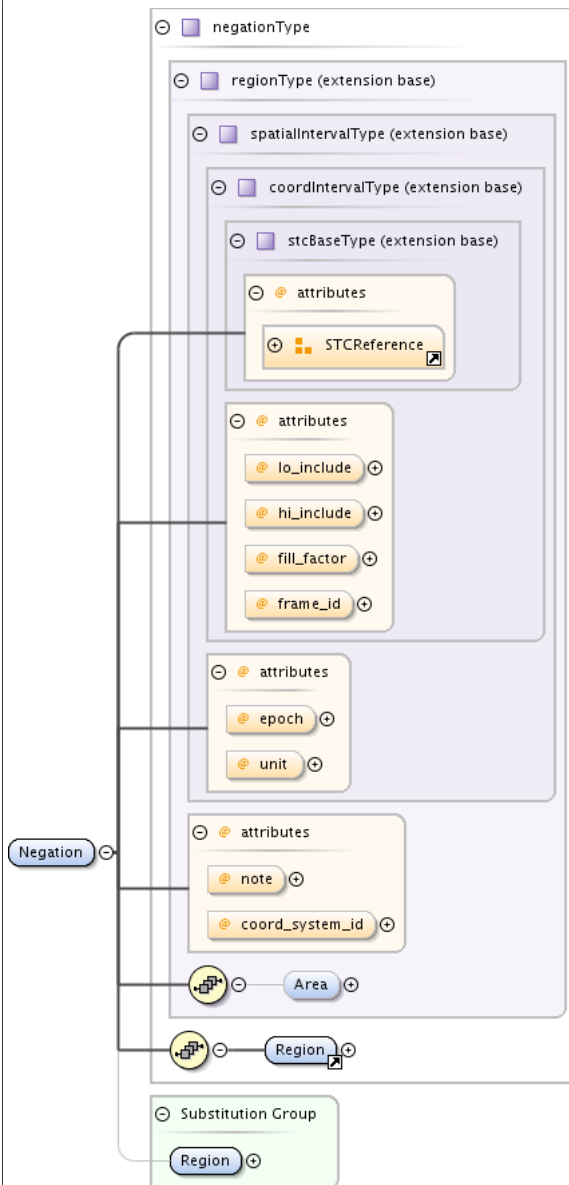 negationType
regionType (extension base)
spatialIntervalType (extension base)
coordIntervalType (extension base)
stcBaseType (extension base)
@ attributes
STCReference
@ attributes
@ lo_include
@ hi_include
@ fill_factor
@ frame_id
@ attributes
@ epoch
@ unit
@ attributes
Negation
@ note
@ coord_system_id
Area
Region
Substitution Group
Region